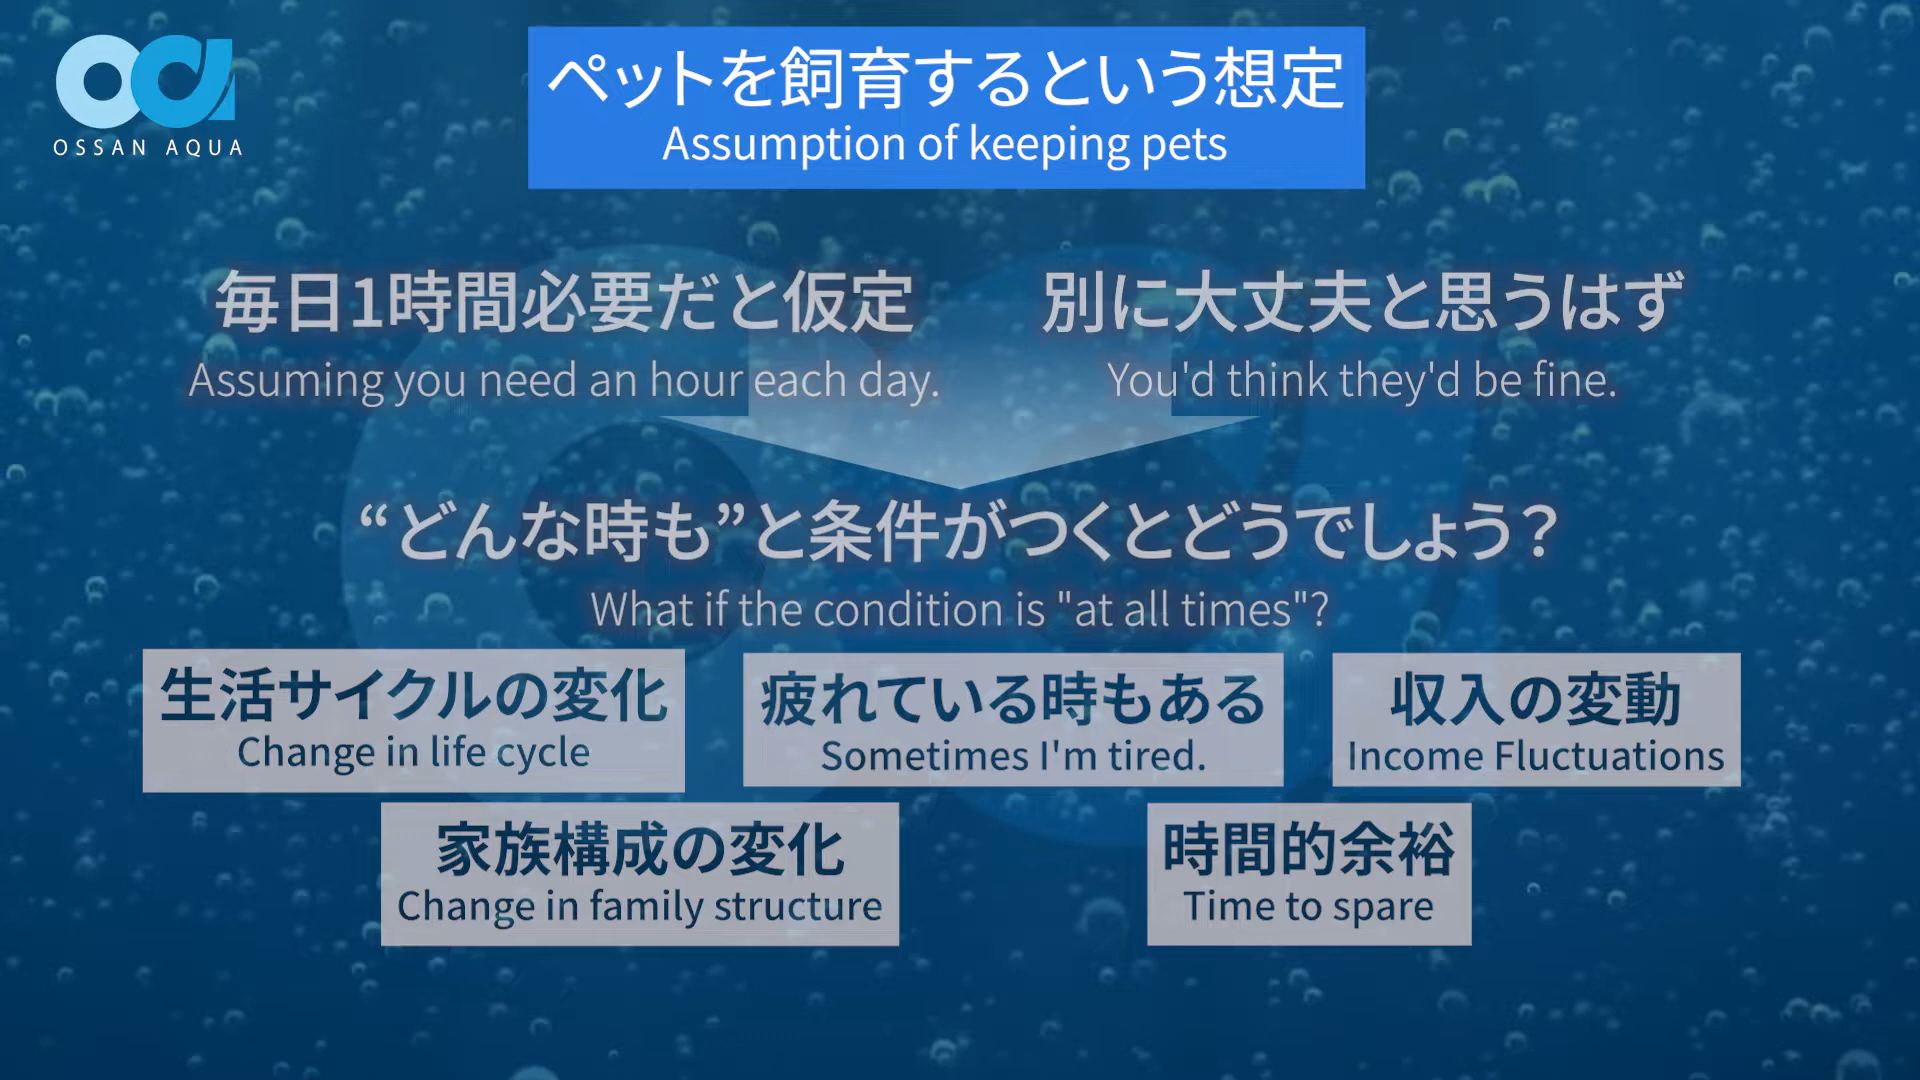 OSSAN AQUA
ペットを飼育するという想定
Assumption of keeping pets
毎日1時間必要だと仮定
Assuming you need an hour each day.
別に大丈夫と思うはず
You'd think they'd be fine.
“どんな時も”と条件がつくとどうでしょう？
What if the condition is "at all times"?
生活サイクルの変化
Change in life cycle
疲れている時もある
Sometimes I'm tired.
収入の変動
Income Fluctuations
家族構成の変化
Change in family structure
時間的余裕
Time to spare